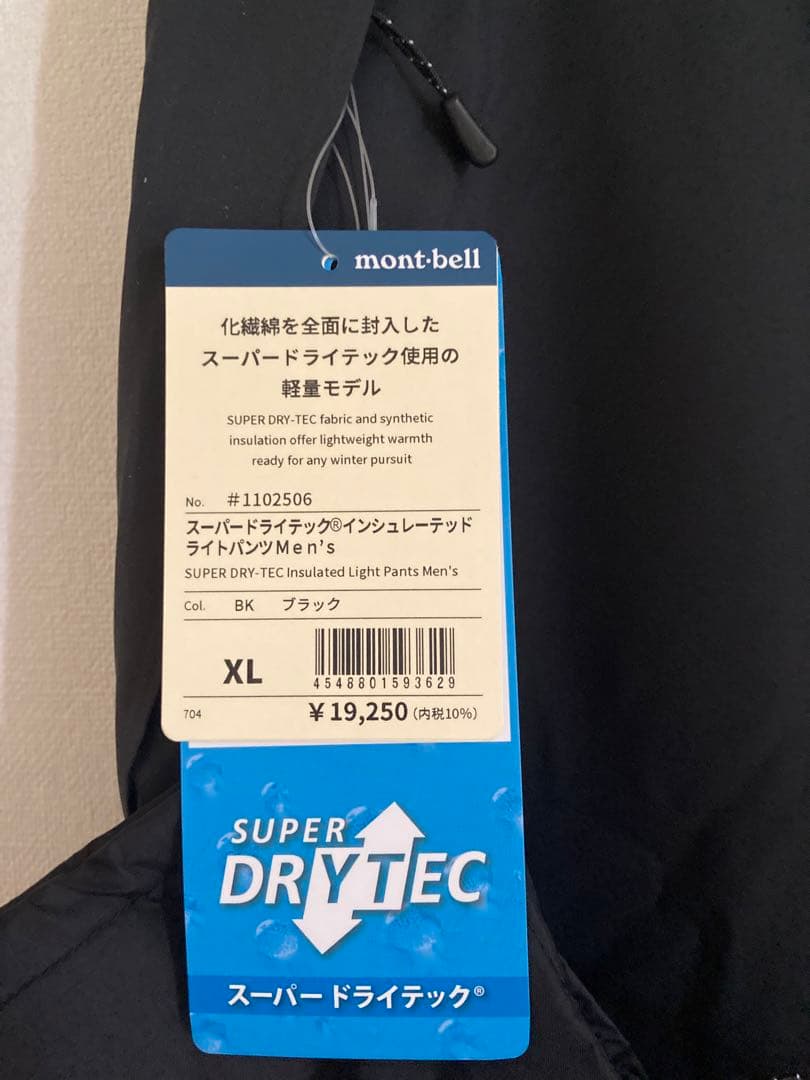 mont·bell
化繊綿を全面に封入した
スーパードライテック使用の
軽量モデル
SUPER DRY-TEC fabric and synthetic
insulation offer lightweight warmth
ready for any winter pursuit
No. #1102506
スーパードライテック®インシュレーテッド
ライトパンツMen's
SUPER DRY-TEC Insulated Light Pants Men's
Col. BK ブラック
XL
4548801593629
704 ¥19,250(内税10%)
SUPER
DRYTEC
スーパー ドライテック®